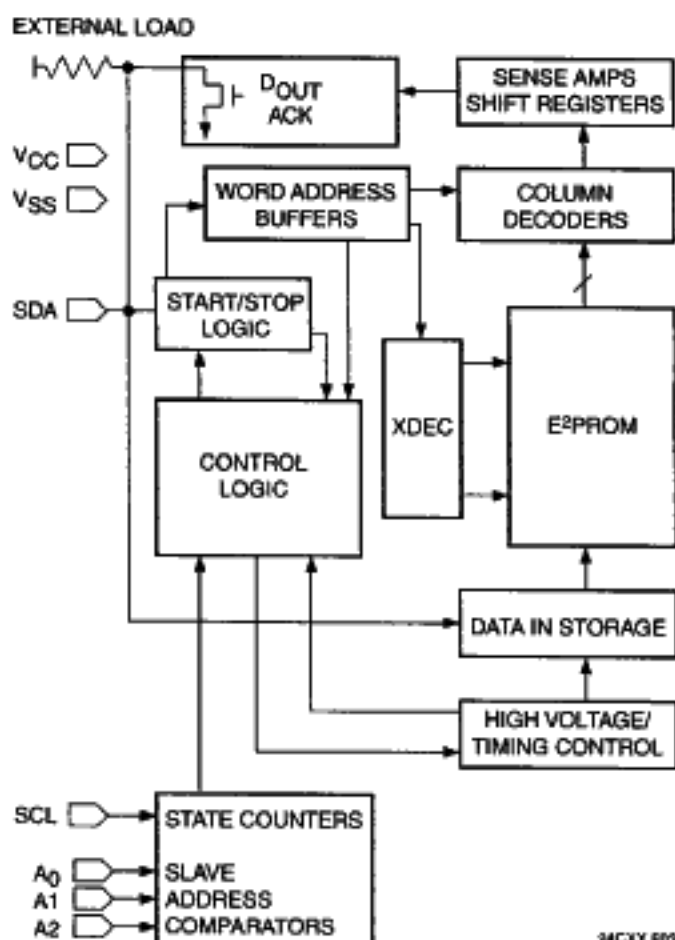 EXTERNAL LOAD
DOUT
ACK
SENSE AMPS
SHIFT REGISTERS
VCC
VSS
WORD ADDRESS
BUFFERS
COLUMN
DECODERS
SDA
START/STOP
LOGIC
XDEC
E²PROM
CONTROL
LOGIC
DATA IN STORAGE
HIGH VOLTAGE/
TIMING CONTROL
SCL
STATE COUNTERS
A0
SLAVE
A1
ADDRESS
A2
COMPARATORS